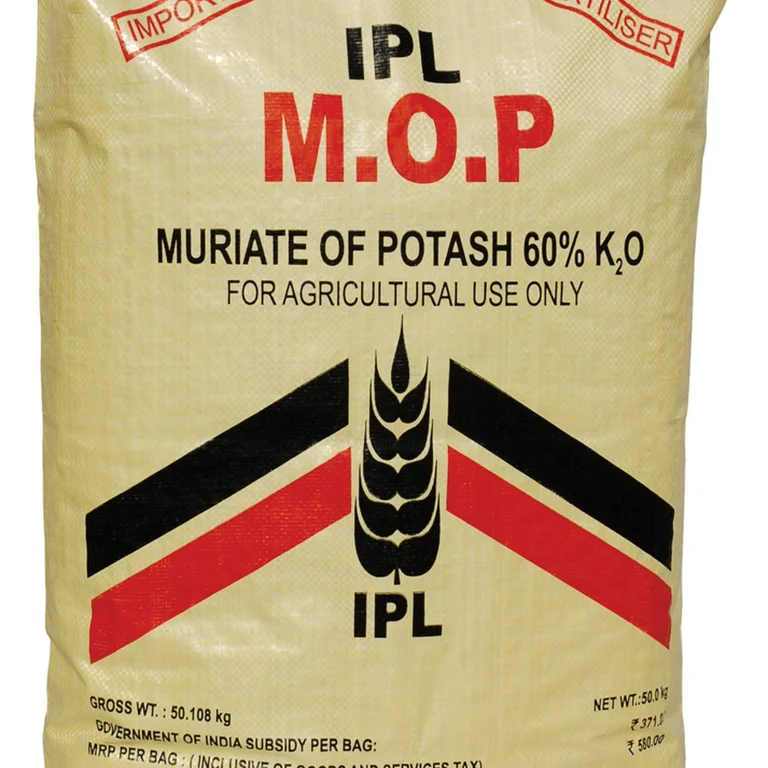 IPL
M.O.P
MURIATE OF POTASH 60% K₂O
FOR AGRICULTURAL USE ONLY
IPL
GROSS WT. : 50.108 kg
NET WT.:50.0 kg
GOVERNMENT OF INDIA SUBSIDY PER BAG:
MRP PER BAG : ( INCLUSIVE OF GOODS AND SERVICES TAX)
₹ 580.00